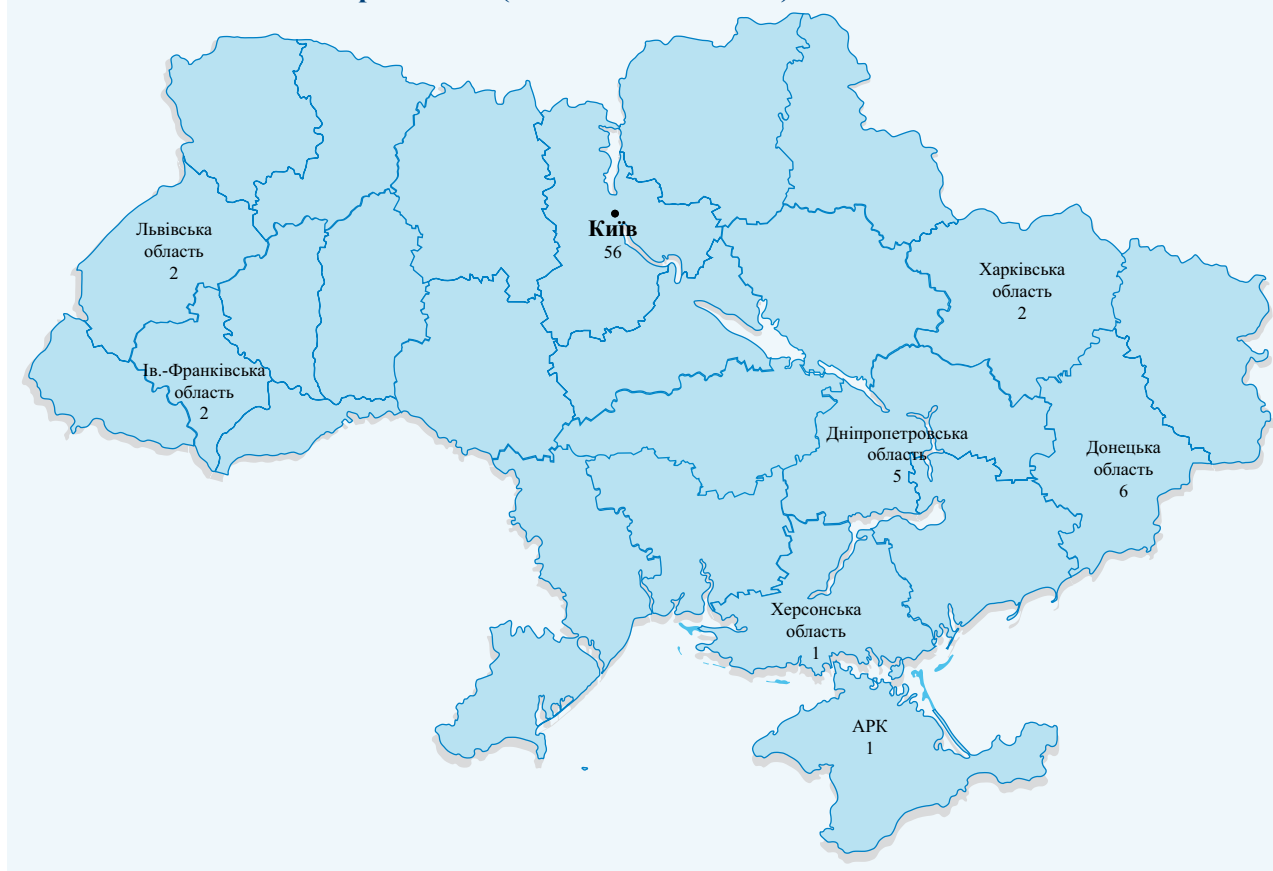 Київ
56
Львівська
область
2
Харківська
область
2
Ів.-Франківська
область
2
Дніпропетровська
область
5
Донецька
область
6
Херсонська
область
1
АРК
1